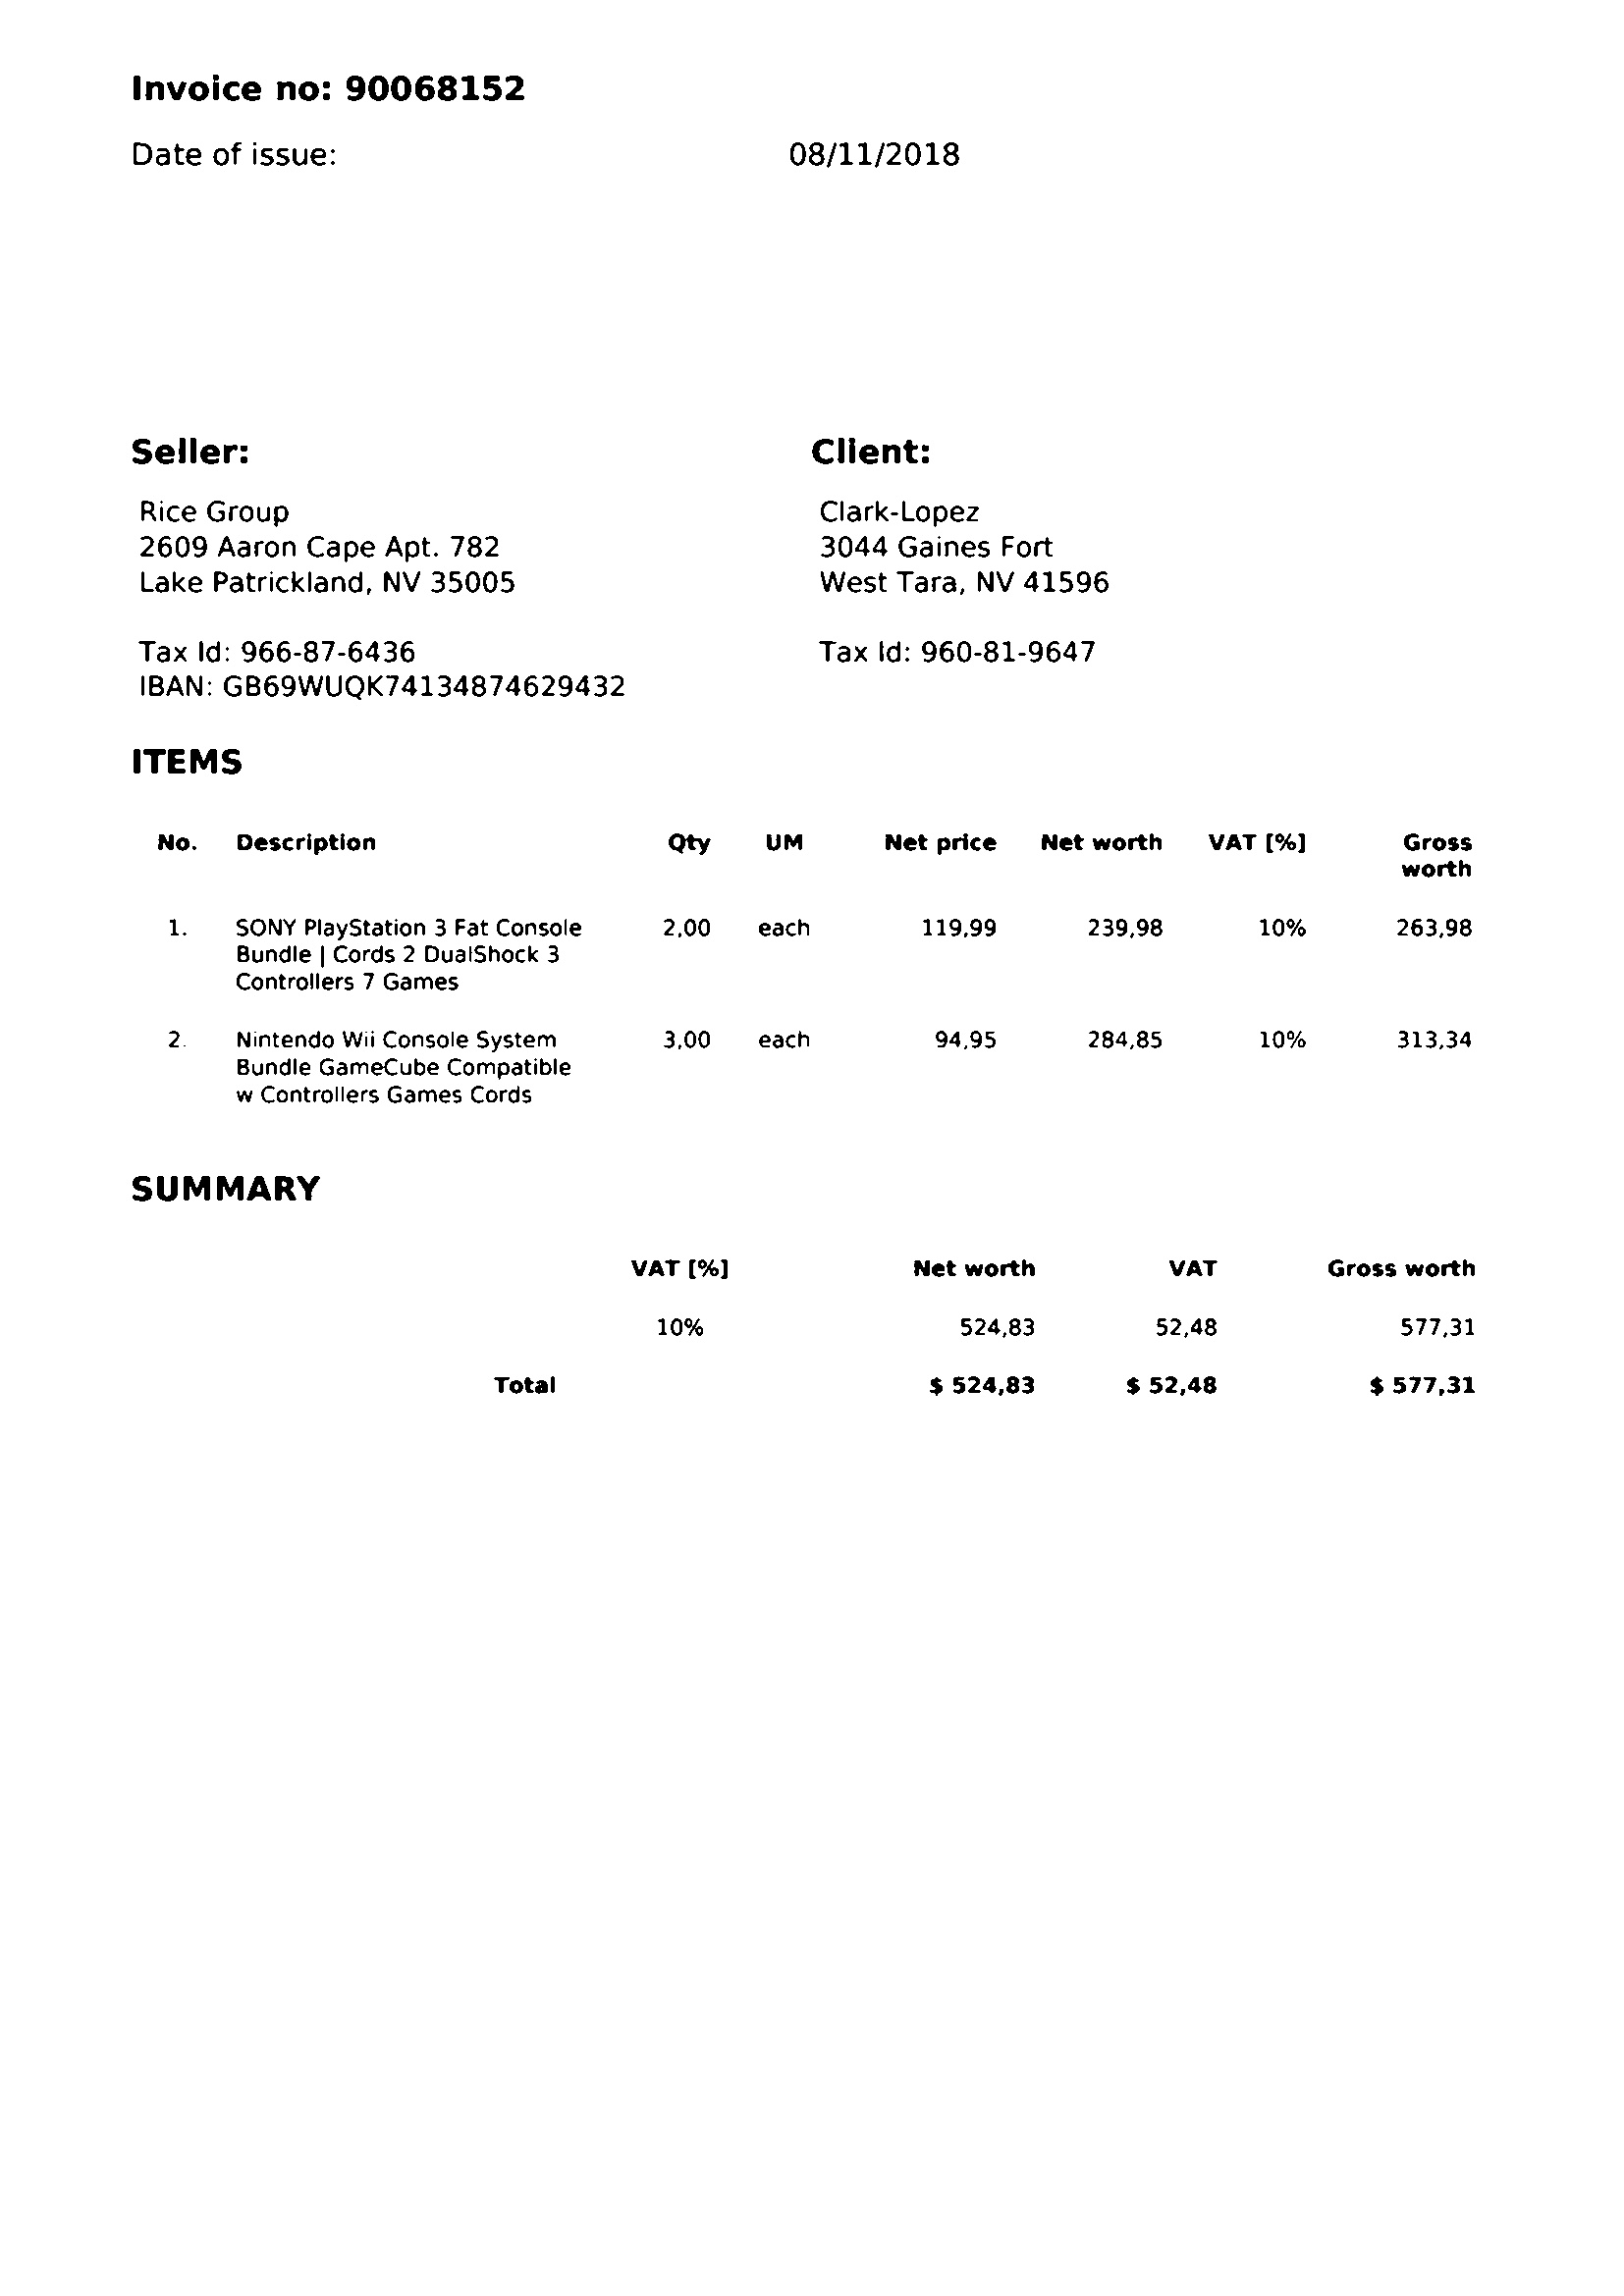 Invoice no: 90068152
Date of issue: 08/11/2018
Seller:
Rice Group
2609 Aaron Cape Apt. 782
Lake Patrickland, NV 35005
Tax Id: 966-87-6436
IBAN: GB69WUQK74134874629432
Client:
Clark-Lopez
3044 Gaines Fort
West Tara, NV 41596
Tax Id: 960-81-9647
ITEMS
No. Description Qty UM Net price Net worth VAT [%] Gross
worth
1. SONY PlayStation 3 Fat Console 2,00 each 119,99 239,98 10% 263,98
Bundle | Cords 2 DualShock 3
Controllers 7 Games
2. Nintendo Wii Console System 3,00 each 94,95 284,85 10% 313,34
Bundle GameCube Compatible
w Controllers Games Cords
SUMMARY
VAT [%] Net worth VAT Gross worth
10% 524,83 52,48 577,31
Total $ 524,83 $ 52,48 $ 577,31